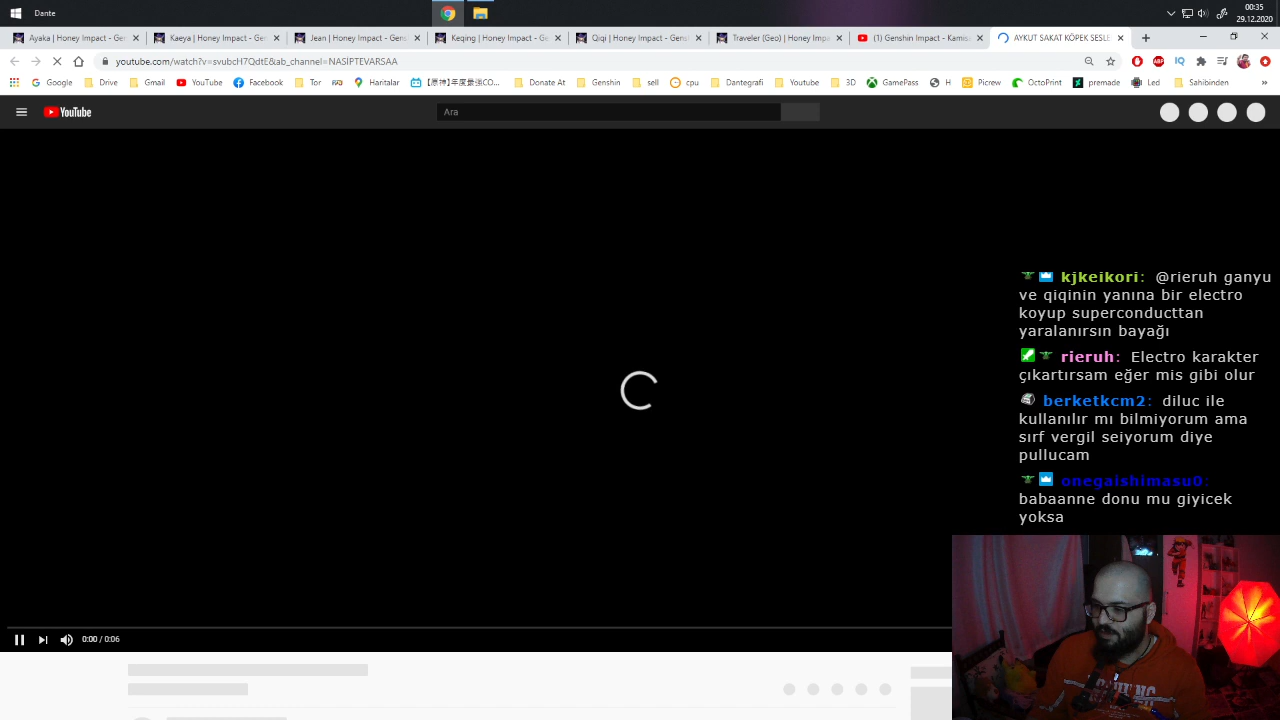 Dante
00:35
29.12.2020
Ayaka | Honey Impact - Gen
Kaeya | Honey Impact - Gen
Jean | Honey Impact - Gens
Keqing | Honey Impact - Ge
Qiqi | Honey Impact - Gensh
Traveler (Geo) | Honey Impa
(1) Genshin Impact - Kamis
AYKUT SAKAT KÖPEK SESLE
youtube.com/watch?v=svubcH7QdtE&ab_channel=NASIPTEVARSAA
Google
Drive
Gmail
YouTube
Facebook
Tor
Haritalar
Donate At
Genshin
sell
cpu
Dantegrafi
Youtube
3D
GamePass
H
Picrew
OctoPrint
premade
Led
Sahibinden
YouTube
Ara
kjkeikori: @rieruh ganyu
ve qiqinin yanına bir electro
koyup superconducttan
yaralanırsın bayağı
rieruh: Electro karakter
çıkartırsam eğer mis gibi olur
berketkcm2: diluc ile
kullanılır mı bilmiyorum ama
sırf vergil seiyorum diye
pullucam
onegaishimasu0:
babaanne donu mu giyicek
yoksa
0:00 / 0:06